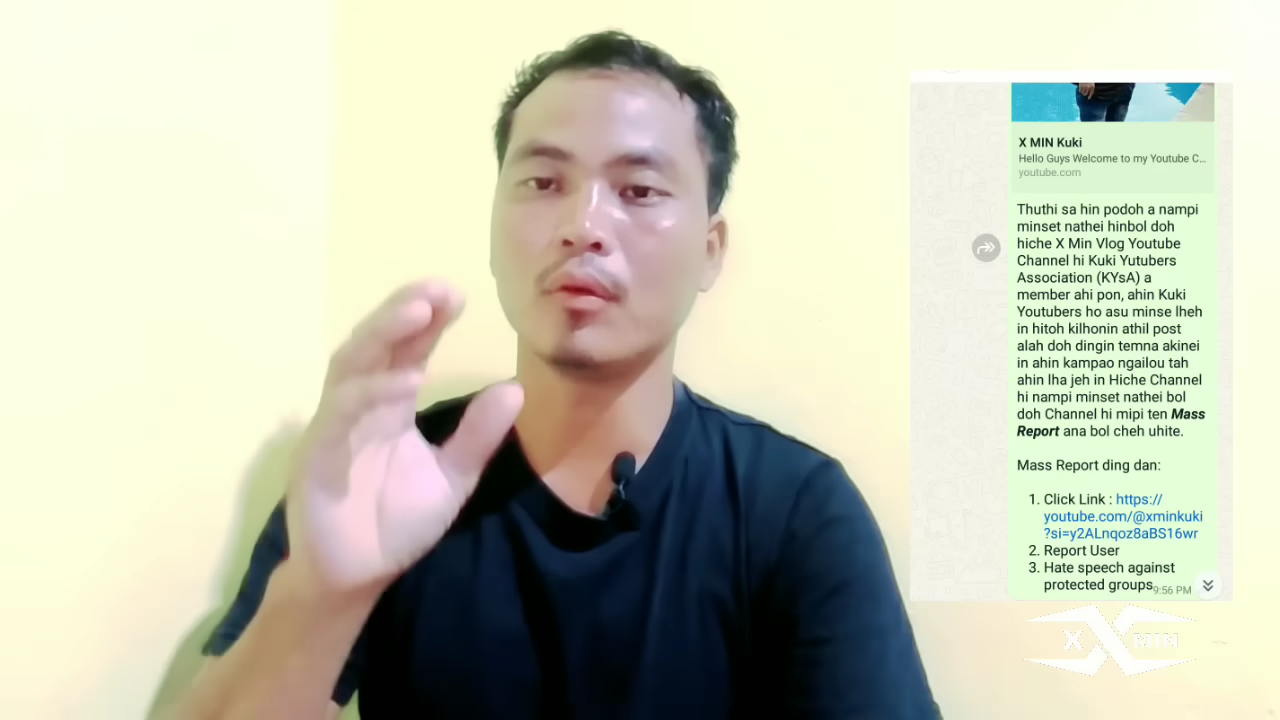 X MIN Kuki
Hello Guys Welcome to my Youtube C...
youtube.com
Thuthi sa hin podoh a nampi
minset nathei hinbol doh
hiche X Min Vlog Youtube
Channel hi Kuki Yutubers
Association (KYsA) a
member ahi pon, ahin Kuki
Youtubers ho asu minse lheh
in hitoh kilhonin athil post
alah doh dingin temna akinei
in ahin kampao ngailou tah
ahin lha jeh in Hiche Channel
hi nampi minset nathei bol
doh Channel hi mipi ten Mass
Report ana bol cheh uhite.
Mass Report ding dan:
1. Click Link : https://
youtube.com/@xminkuki
?si=y2ALnqoz8aBS16wr
2. Report User
3. Hate speech against
protected groups
9:56 PM
X X MIN